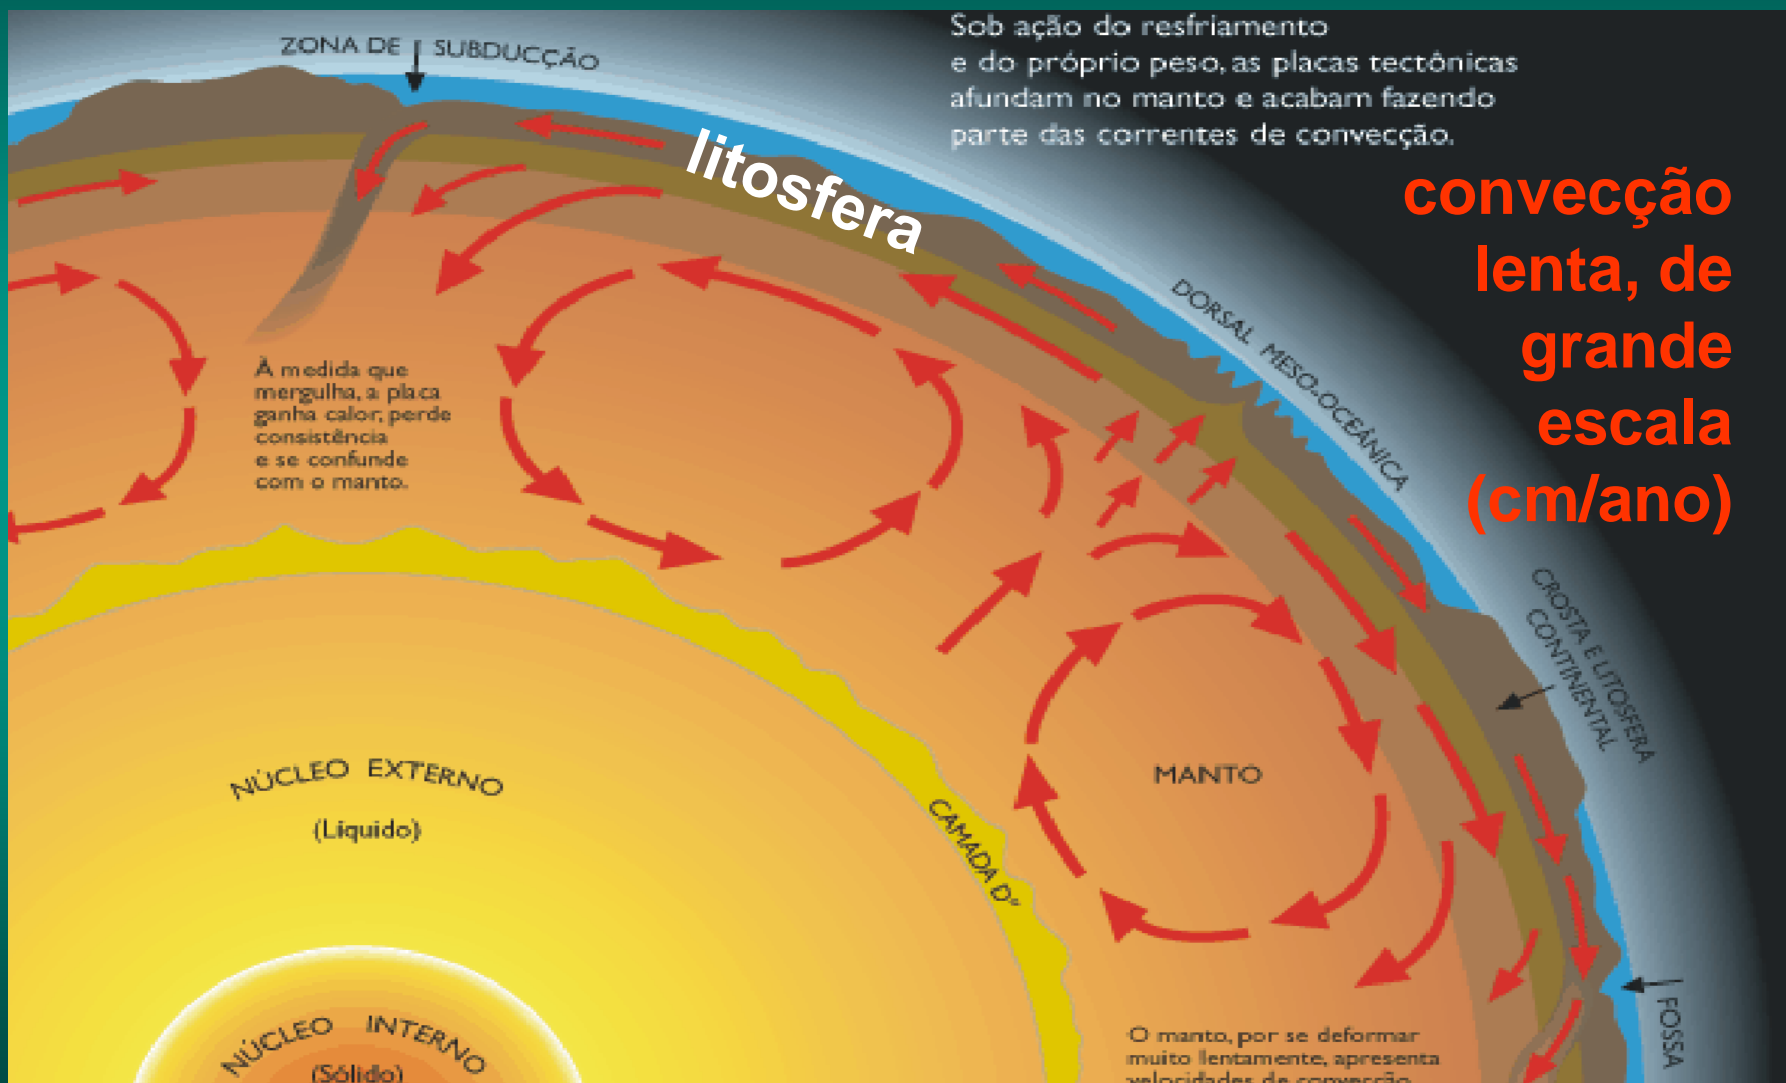 ZONA DE SUBDUCÇÃO
Sob ação do resfriamento
e do próprio peso, as placas tectônicas
afundam no manto e acabam fazendo
parte das correntes de convecção.
litosfera
convecção
lenta, de
grande
escala
(cm/ano)
DORSAL MESO-OCEÂNICA
À medida que
mergulha, a placa
ganha calor, perde
consistência
e se confunde
com o manto.
CROSTA E LITOSFERA
CONTINENTAL
NÚCLEO EXTERNO
(Líquido)
MANTO
CAMADA D"
FOSSA
NÚCLEO INTERNO
(Sólido)
O manto, por se deformar
muito lentamente, apresenta
velocidades de convecção